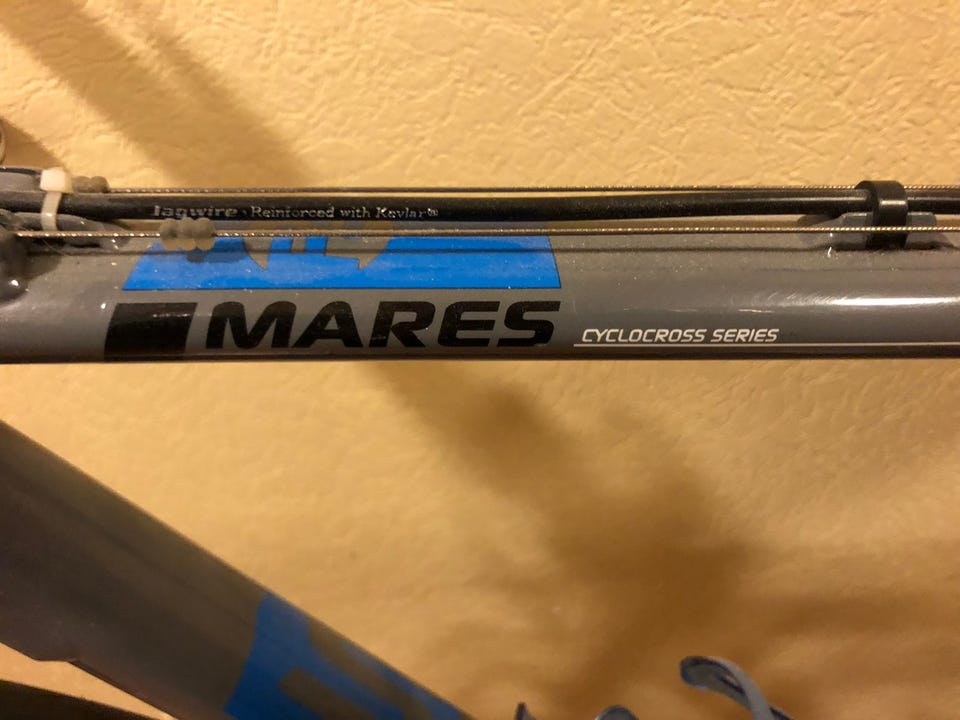 Jagwire · Reinforced with Kevlar®
MARES
CYCLOCROSS SERIES